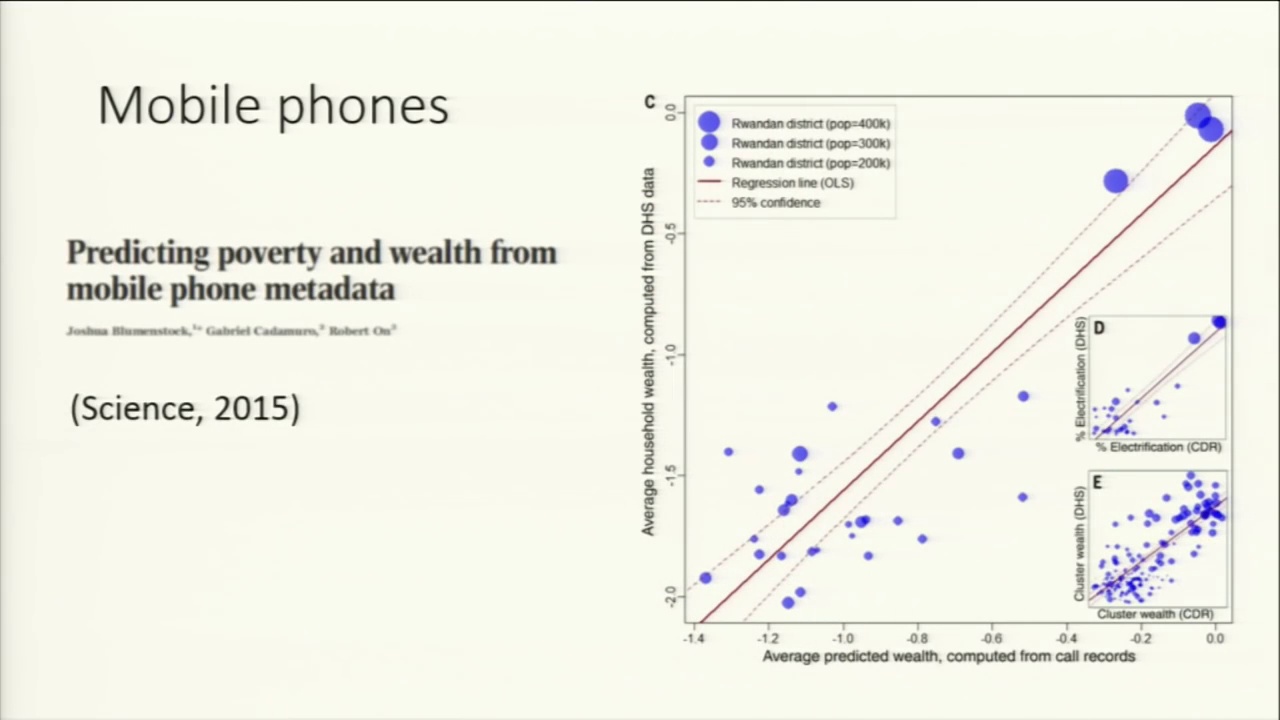 Mobile phones
Predicting poverty and wealth from
mobile phone metadata
Joshua Blumenstock,¹* Gabriel Cadamuro,² Robert On³
(Science, 2015)
C
Rwandan district (pop=400k)
Rwandan district (pop=300k)
Rwandan district (pop=200k)
Regression line (OLS)
95% confidence
Average household wealth, computed from DHS data
0.0
-0.5
-1.0
-1.5
-2.0
D
% Electrification (DHS)
% Electrification (CDR)
E
Cluster wealth (DHS)
Cluster wealth (CDR)
-1.4 -1.2 -1.0 -0.8 -0.6 -0.4 -0.2 0.0
Average predicted wealth, computed from call records